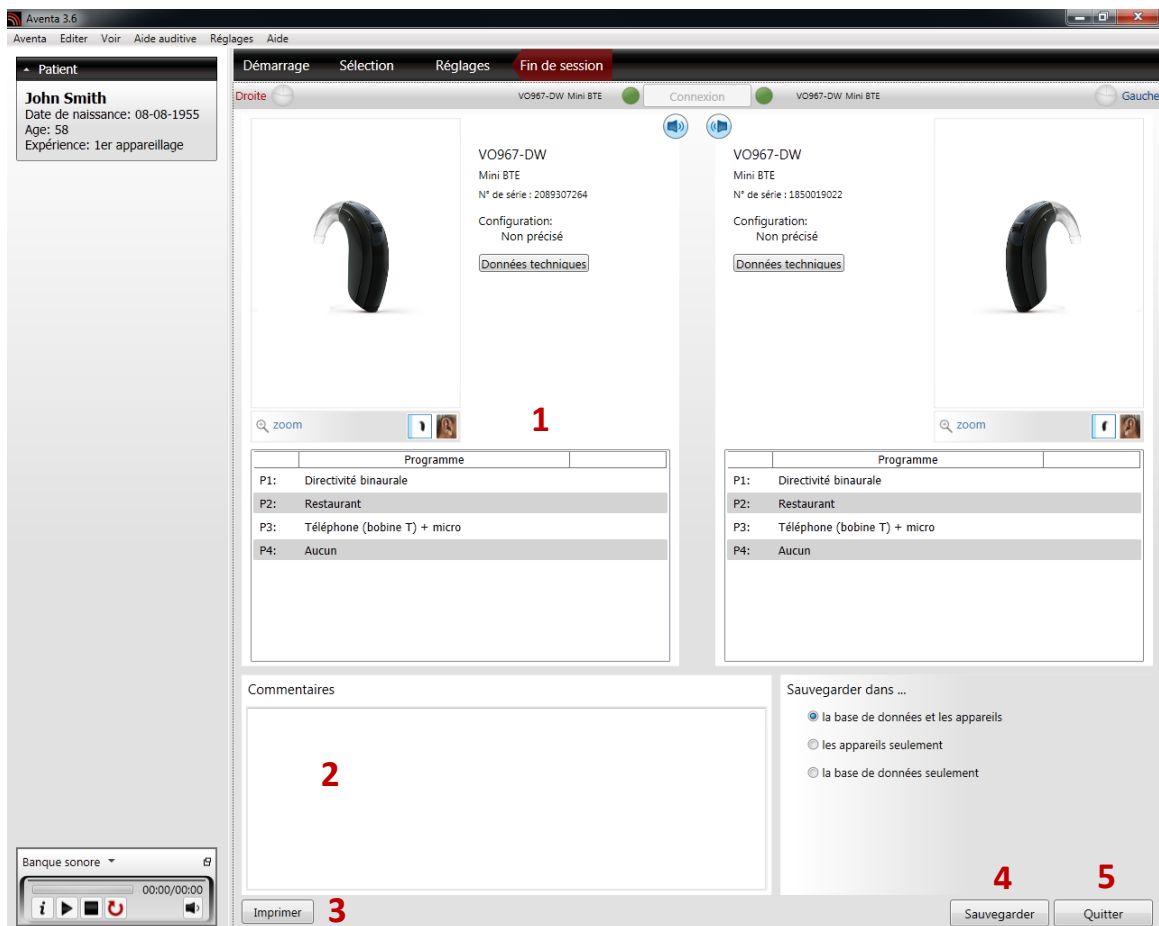 Aventa 3.6
Aventa Editer Voir Aide auditive Réglages Aide
Patient
John Smith
Date de naissance: 08-08-1955
Age: 58
Expérience: 1er appareillage
Démarrage Sélection Réglages Fin de session
Droite VO967-DW Mini BTE Connexion VO967-DW Mini BTE Gauche
VO967-DW
Mini BTE
N° de série : 2089307264
Configuration:
Non précisé
Données techniques
zoom
VO967-DW
Mini BTE
N° de série : 1850019022
Configuration:
Non précisé
Données techniques
zoom
1
Programme
P1: Directivité binaurale
P2: Restaurant
P3: Téléphone (bobine T) + micro
P4: Aucun
Programme
P1: Directivité binaurale
P2: Restaurant
P3: Téléphone (bobine T) + micro
P4: Aucun
Commentaires
2
Sauvegarder dans ...
la base de données et les appareils
les appareils seulement
la base de données seulement
Banque sonore
00:00/00:00
i
Imprimer 3
4 5
Sauvegarder Quitter